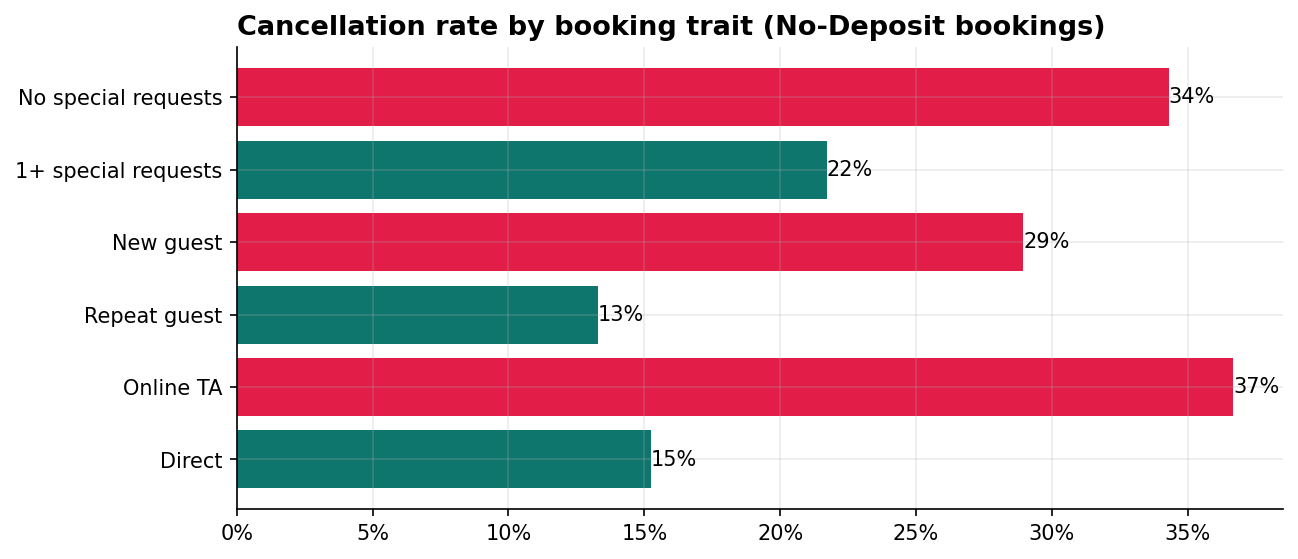 Cancellation rate by booking trait (No-Deposit bookings)
No special requests
34%
1+ special requests
22%
New guest
29%
Repeat guest
13%
Online TA
37%
Direct
15%
0% 5% 10% 15% 20% 25% 30% 35%